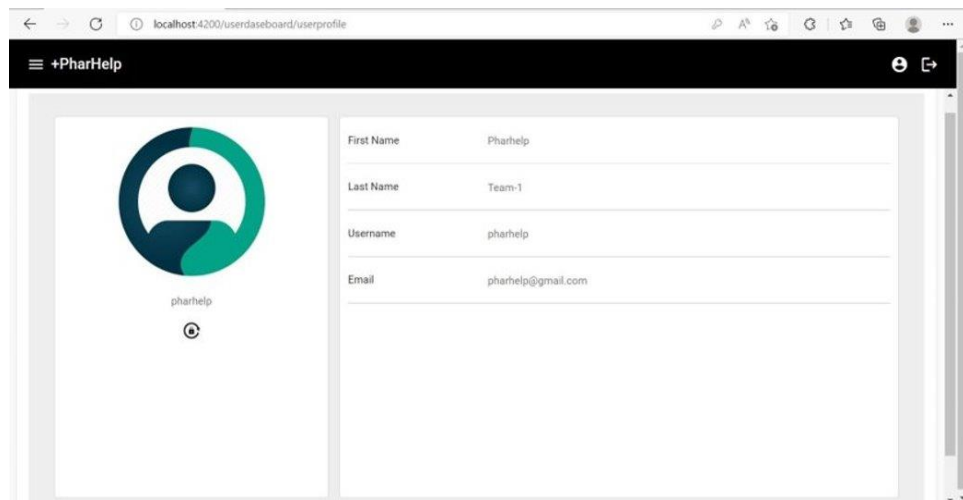 localhost:4200/userdaseboard/userprofile
+PharHelp
First Name Pharhelp
Last Name Team-1
Username pharhelp
Email pharhelp@gmail.com
pharhelp